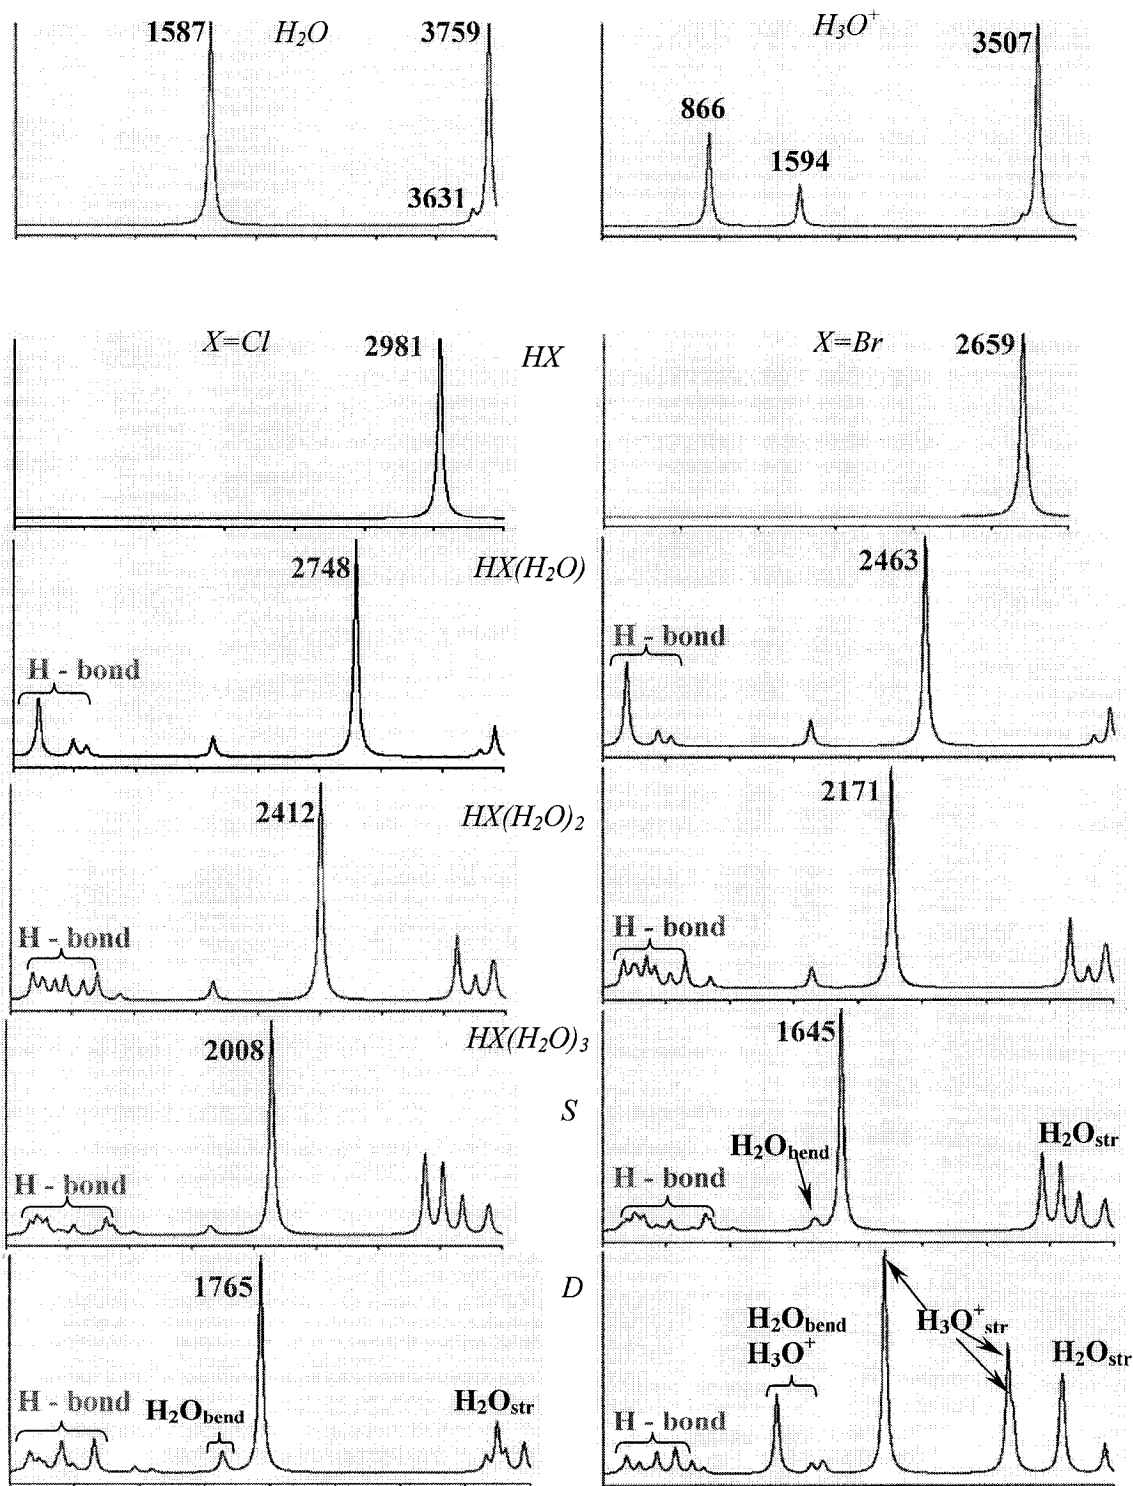 1587 H₂O 3759
3631
H₃O⁺ 3507
866
1594
X=Cl 2981 HX X=Br 2659
2748 HX(H₂O) 2463
H - bond H - bond
2412 HX(H₂O)₂ 2171
H - bond H - bond
2008 HX(H₂O)₃ 1645
S
H - bond H₂Obend H₂Ostr
H - bond
1765 D
H₂Obend H₃O⁺str
H₃O⁺ H₂Ostr
H - bond H₂Obend H₂Ostr
H - bond